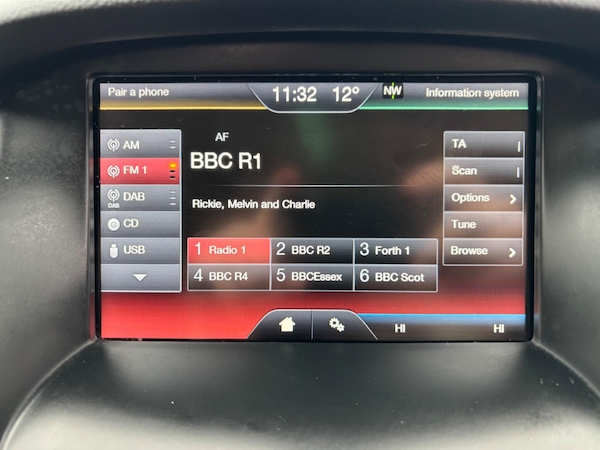 Pair a phone 11:32 12° NW Information system
AM
FM 1
DAB
DAB
CD
USB
AF
BBC R1
Rickie, Melvin and Charlie
1 Radio 1 2 BBC R2 3 Forth 1
4 BBC R4 5 BBCEssex 6 BBC Scot
TA
Scan
Options
Tune
Browse
HI HI